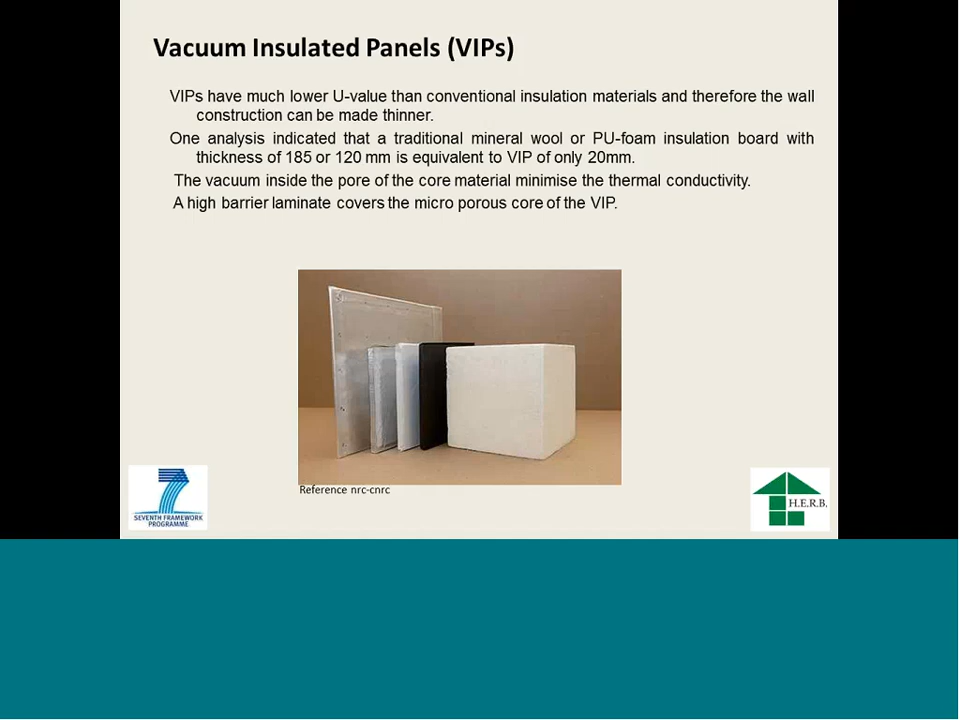 Vacuum Insulated Panels (VIPs)
VIPs have much lower U-value than conventional insulation materials and therefore the wall
construction can be made thinner.
One analysis indicated that a traditional mineral wool or PU-foam insulation board with
thickness of 185 or 120 mm is equivalent to VIP of only 20mm.
The vacuum inside the pore of the core material minimise the thermal conductivity.
A high barrier laminate covers the micro porous core of the VIP.
Reference nrc-cnrc
SEVENTH FRAMEWORK
PROGRAMME
H.E.R.B.